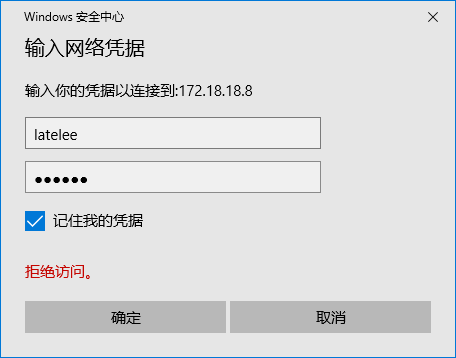 Windows 安全中心
输入网络凭据
输入你的凭据以连接到:172.18.18.8
latelee
●●●●●●
记住我的凭据
拒绝访问。
确定
取消